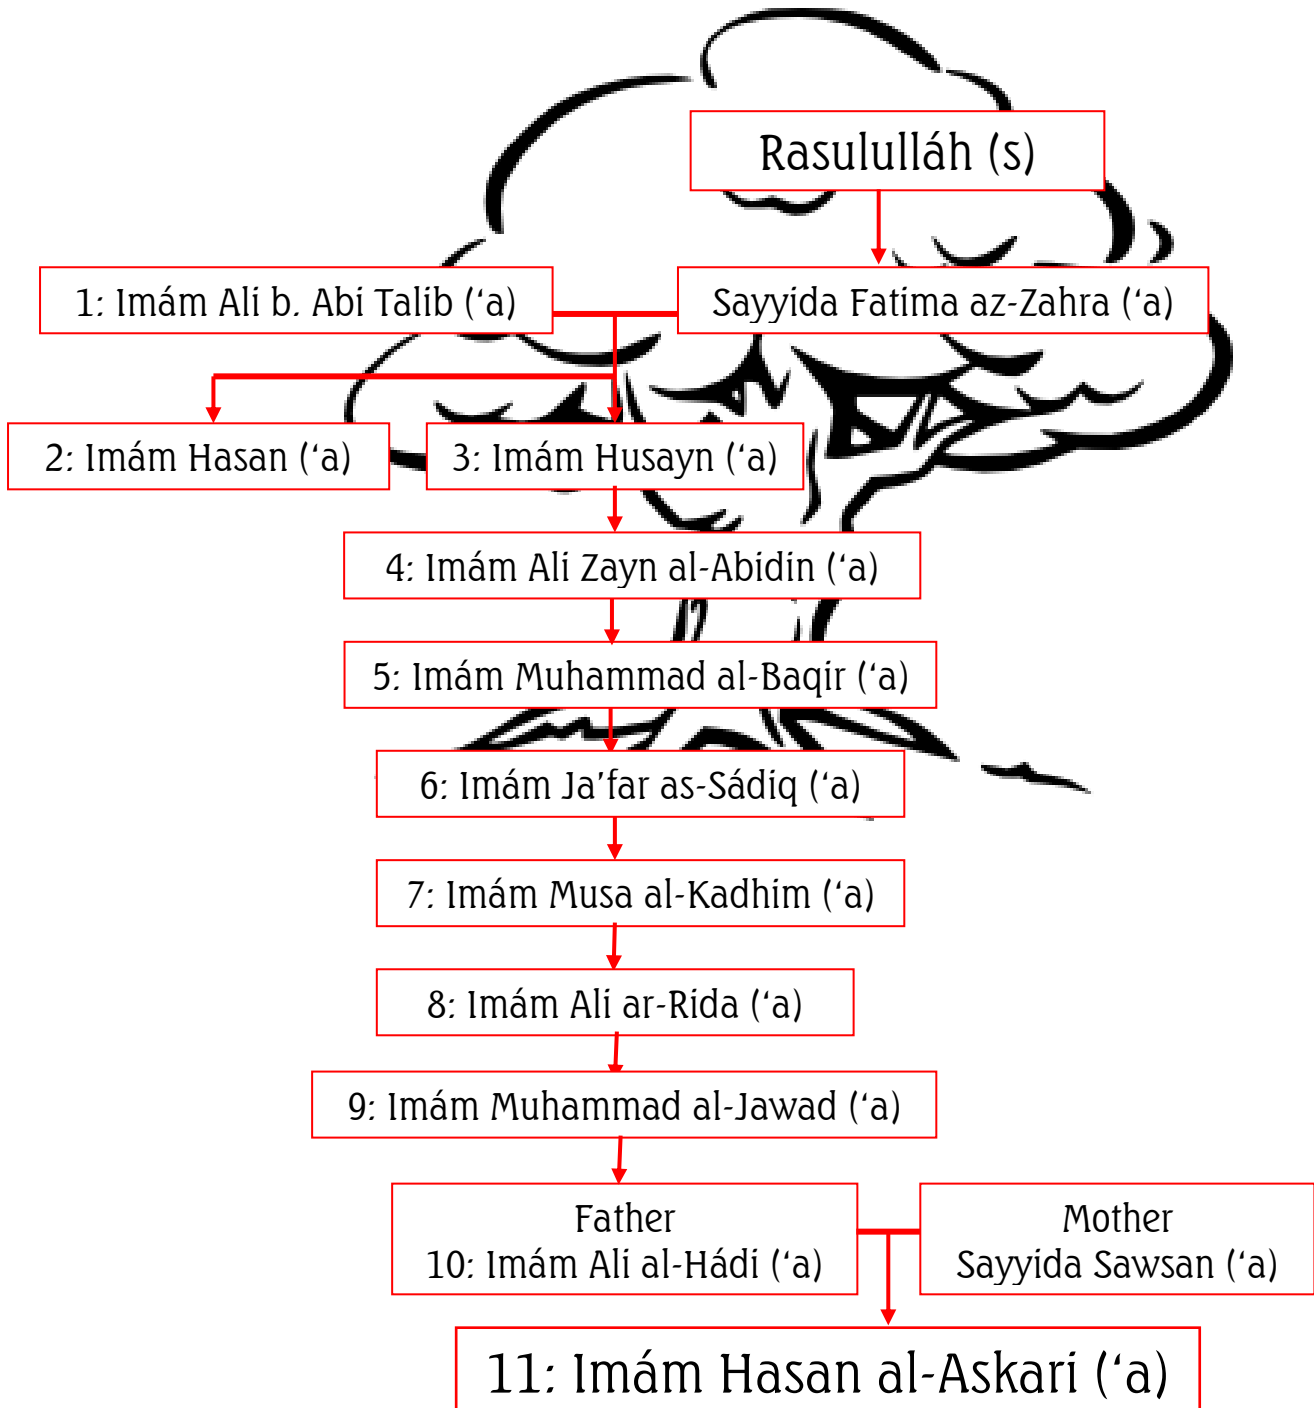 Rasululláh (s)
1: Imám Ali b. Abi Talib (‘a)
Sayyida Fatima az-Zahra (‘a)
2: Imám Hasan (‘a)
3: Imám Husayn (‘a)
4: Imám Ali Zayn al-Abidin (‘a)
5: Imám Muhammad al-Baqir (‘a)
6: Imám Ja’far as-Sádiq (‘a)
7: Imám Musa al-Kadhim (‘a)
8: Imám Ali ar-Rida (‘a)
9: Imám Muhammad al-Jawad (‘a)
Father
10: Imám Ali al-Hádi (‘a)
Mother
Sayyida Sawsan (‘a)
11: Imám Hasan al-Askari (‘a)